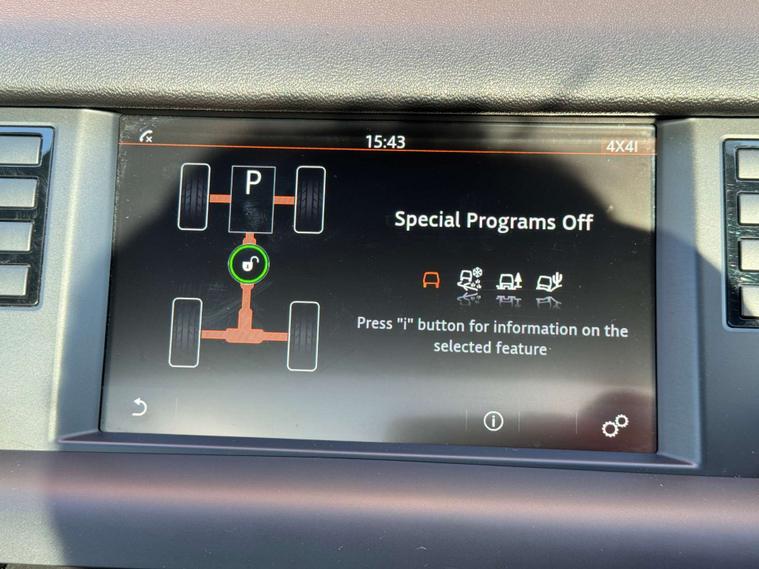 15:43
4X4I
P
Special Programs Off
Press "i" button for information on the
selected feature
i